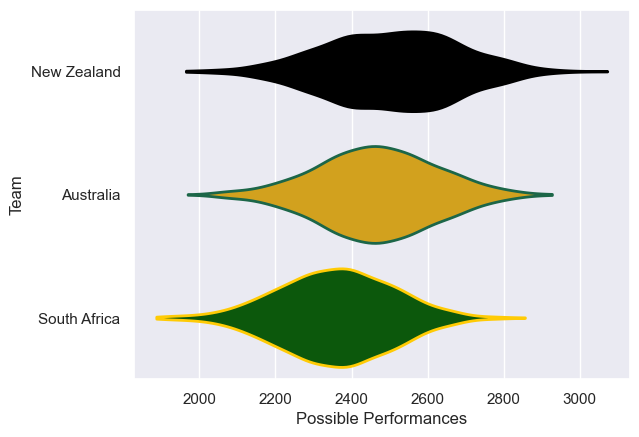 New Zealand
Australia
South Africa
Team
2000 2200 2400 2600 2800 3000
Possible Performances